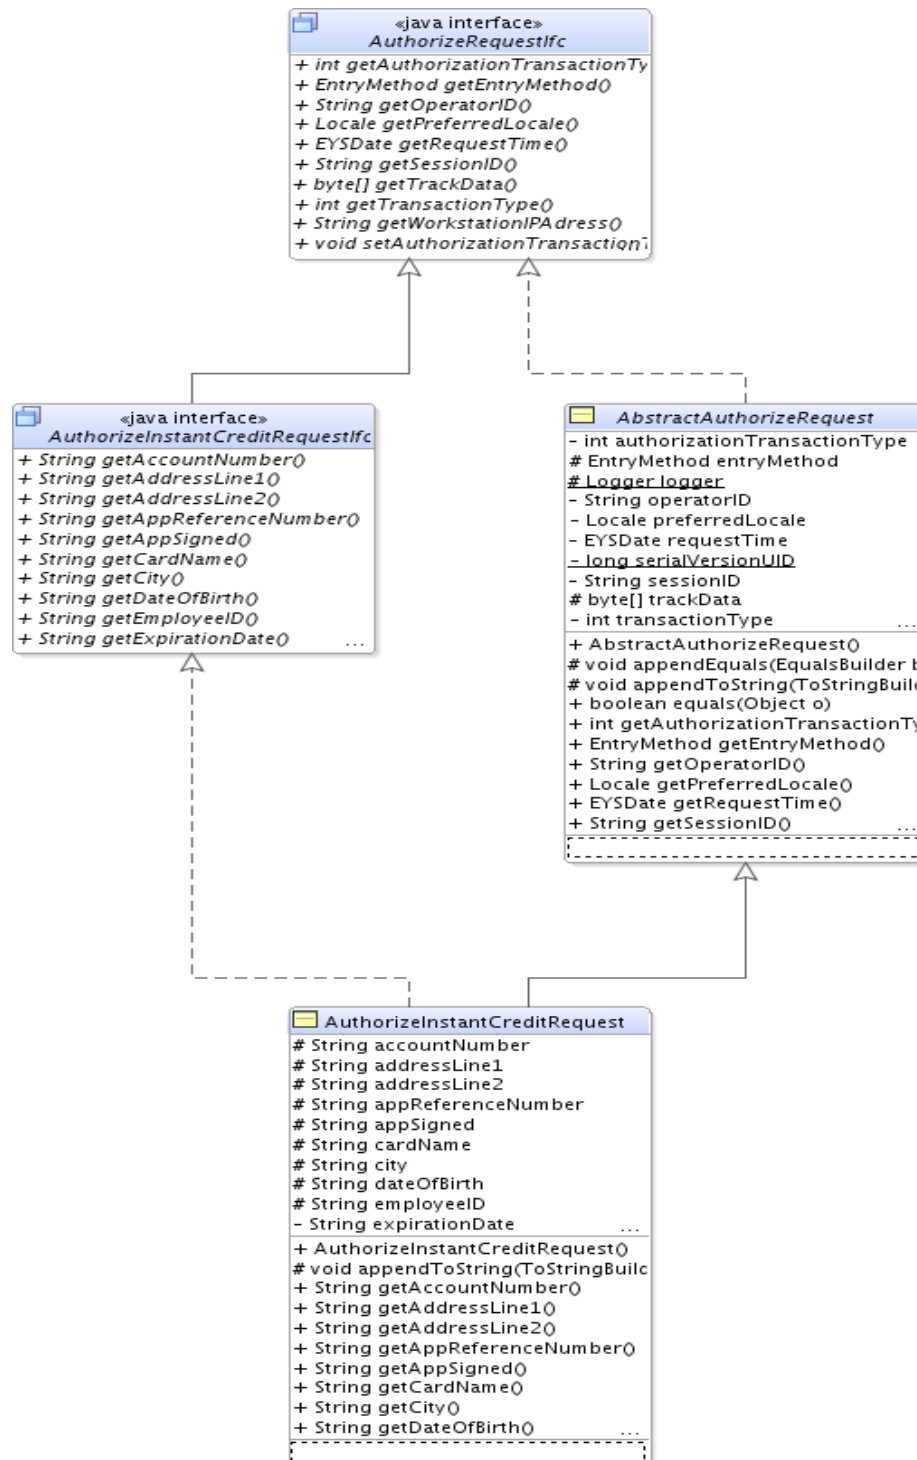 «java interface»
AuthorizeRequestIfc
+ int getAuthorizationTransactionTy
+ EntryMethod getEntryMethod()
+ String getOperatorID()
+ Locale getPreferredLocale()
+ EYSDate getRequestTime()
+ String getSessionID()
+ byte[] getTrackData()
+ int getTransactionType()
+ String getWorkstationIPAdress()
+ void setAuthorizationTransactionT
...
«java interface»
AuthorizeInstantCreditRequestIfc
+ String getAccountNumber()
+ String getAddressLine1()
+ String getAddressLine2()
+ String getAppReferenceNumber()
+ String getAppSigned()
+ String getCardName()
+ String getCity()
+ String getDateOfBirth()
+ String getEmployeeID()
+ String getExpirationDate() ...
AbstractAuthorizeRequest
- int authorizationTransactionType
# EntryMethod entryMethod
# Logger logger
- String operatorID
- Locale preferredLocale
- EYSDate requestTime
- long serialVersionUID
- String sessionID
# byte[] trackData
- int transactionType ...
+ AbstractAuthorizeRequest()
# void appendEquals(EqualsBuilder b
# void appendToString(ToStringBuild
+ boolean equals(Object o)
+ int getAuthorizationTransactionTy
+ EntryMethod getEntryMethod()
+ String getOperatorID()
+ Locale getPreferredLocale()
+ EYSDate getRequestTime()
+ String getSessionID() ...
AuthorizeInstantCreditRequest
# String accountNumber
# String addressLine1
# String addressLine2
# String appReferenceNumber
# String appSigned
# String cardName
# String city
# String dateOfBirth
# String employeeID
- String expirationDate ...
+ AuthorizeInstantCreditRequest()
# void appendToString(ToStringBuilc
+ String getAccountNumber()
+ String getAddressLine1()
+ String getAddressLine2()
+ String getAppReferenceNumber()
+ String getAppSigned()
+ String getCardName()
+ String getCity()
+ String getDateOfBirth() ...